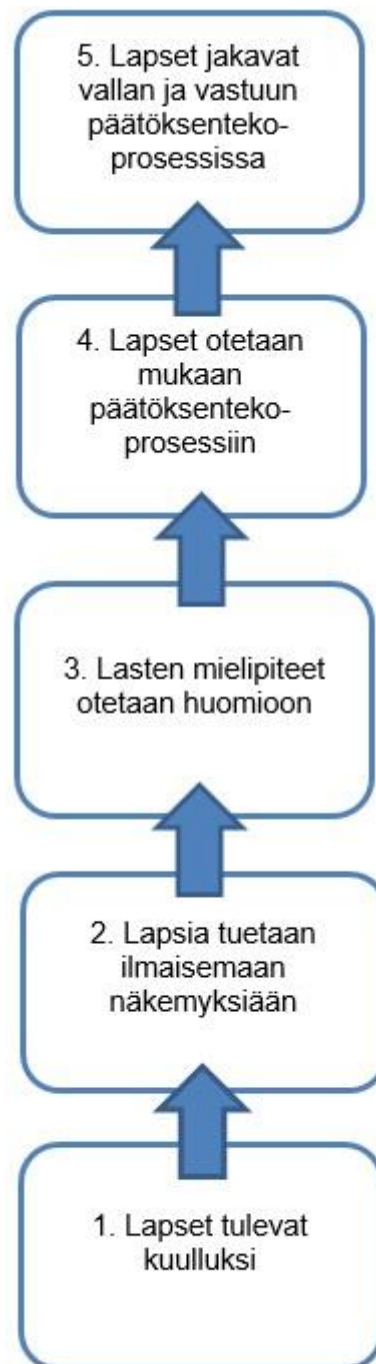 5. Lapset jakavat
vallan ja vastuun
päätöksenteko-
prosessissa
4. Lapset otetaan
mukaan
päätöksenteko-
prosessiin
3. Lasten mielipiteet
otetaan huomioon
2. Lapsia tuetaan
ilmaisemaan
näkemyksiään
1. Lapset tulevat
kuulluksi